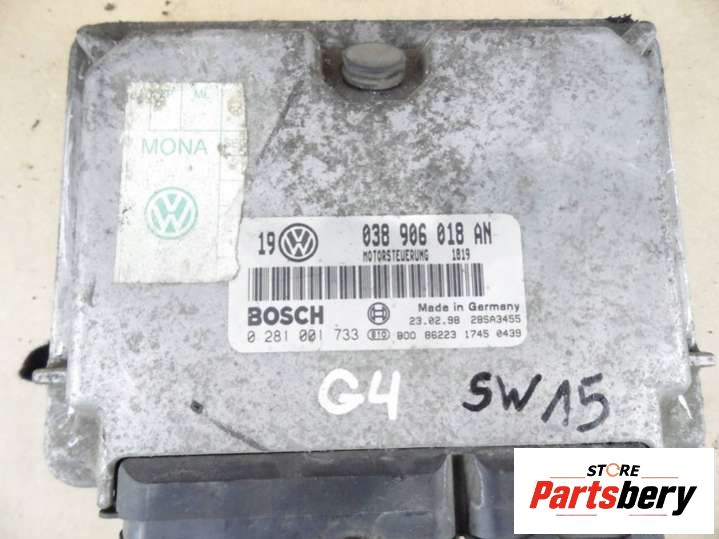 MONA
19 038 906 018 AN
MOTORSTEUERUNG 1819
BOSCH
Made in Germany
23.02.98 28SA3455
0 281 001 733 BOO 86223 1745 0439
G4 SW15
STORE
Partsbery